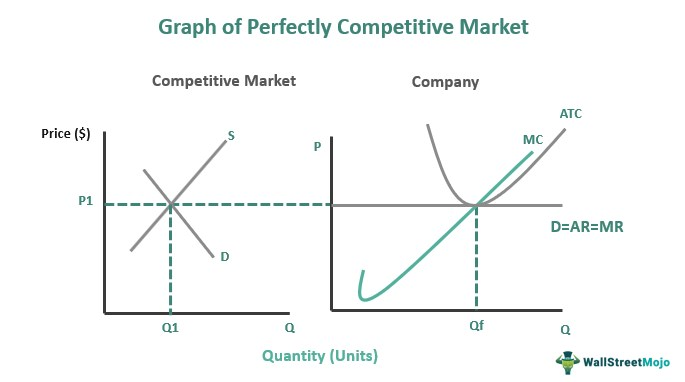 Graph of Perfectly Competitive Market
Competitive Market
Company
Price ($)
S
P1
D
Q1
Q
P
ATC
MC
D=AR=MR
Qf
Q
Quantity (Units)
WallStreetMojo